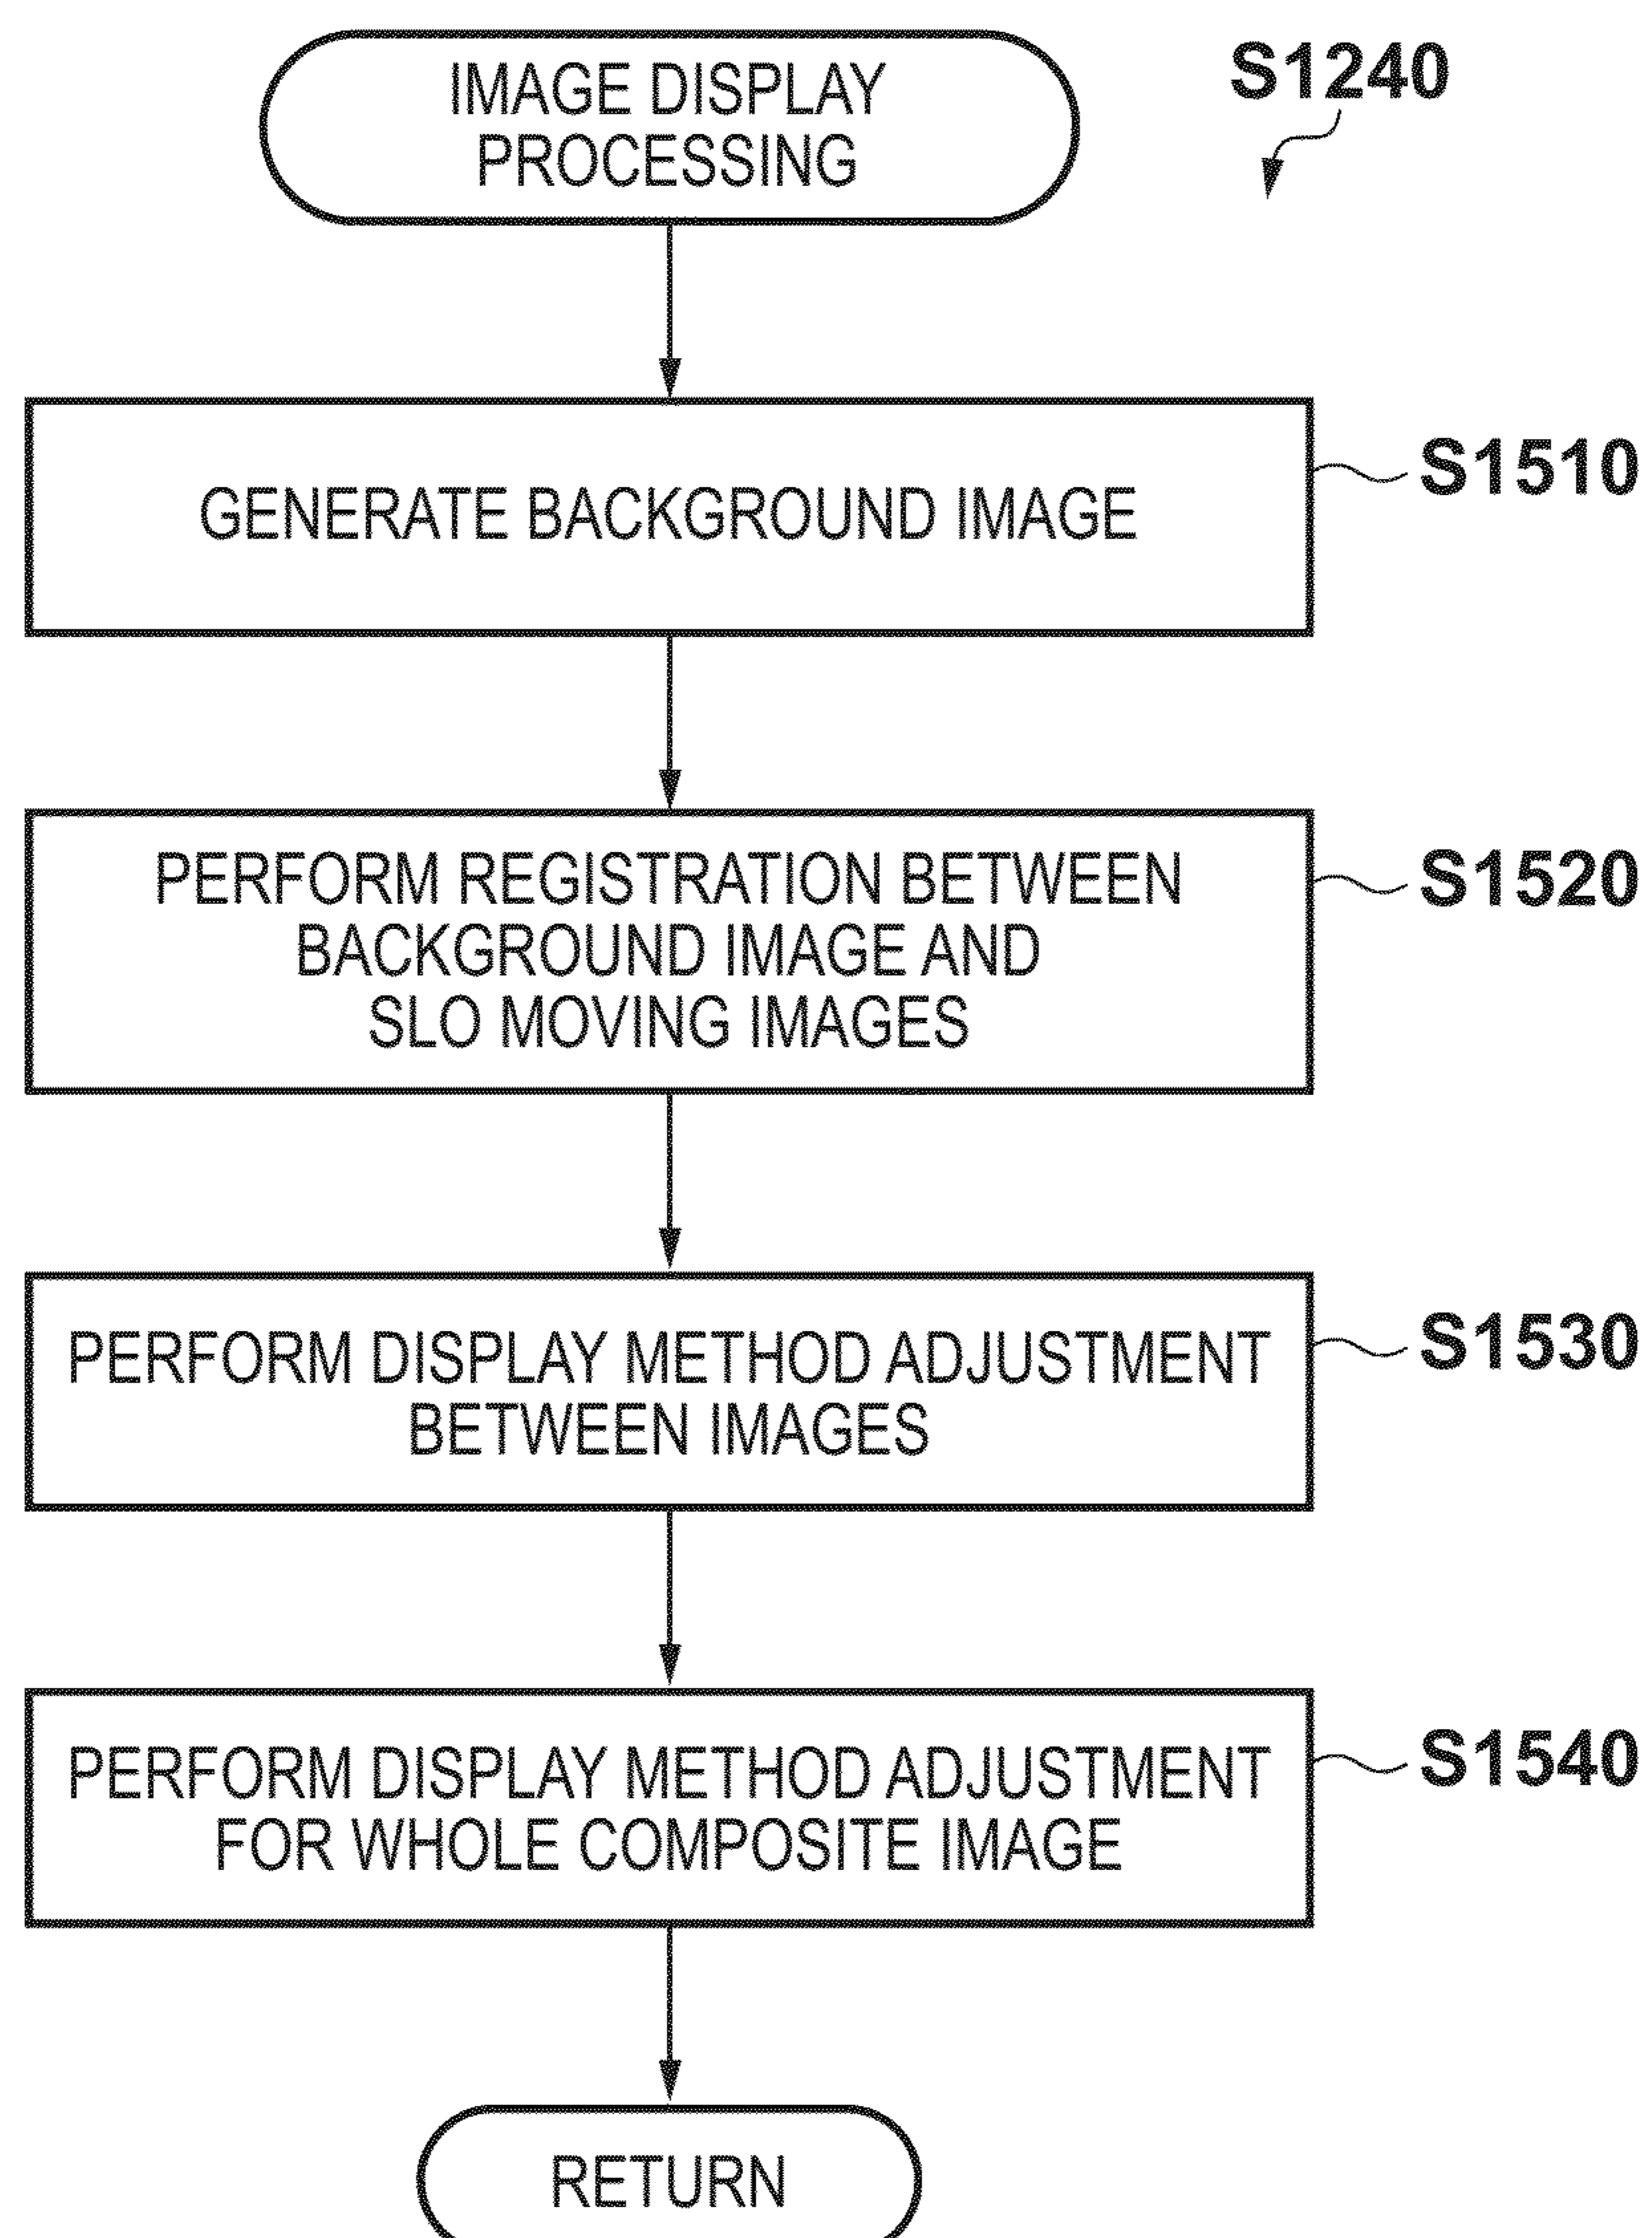 IMAGE DISPLAY
PROCESSING
S1240
GENERATE BACKGROUND IMAGE
S1510
PERFORM REGISTRATION BETWEEN
BACKGROUND IMAGE AND
SLO MOVING IMAGES
S1520
PERFORM DISPLAY METHOD ADJUSTMENT
BETWEEN IMAGES
S1530
PERFORM DISPLAY METHOD ADJUSTMENT
FOR WHOLE COMPOSITE IMAGE
S1540
RETURN